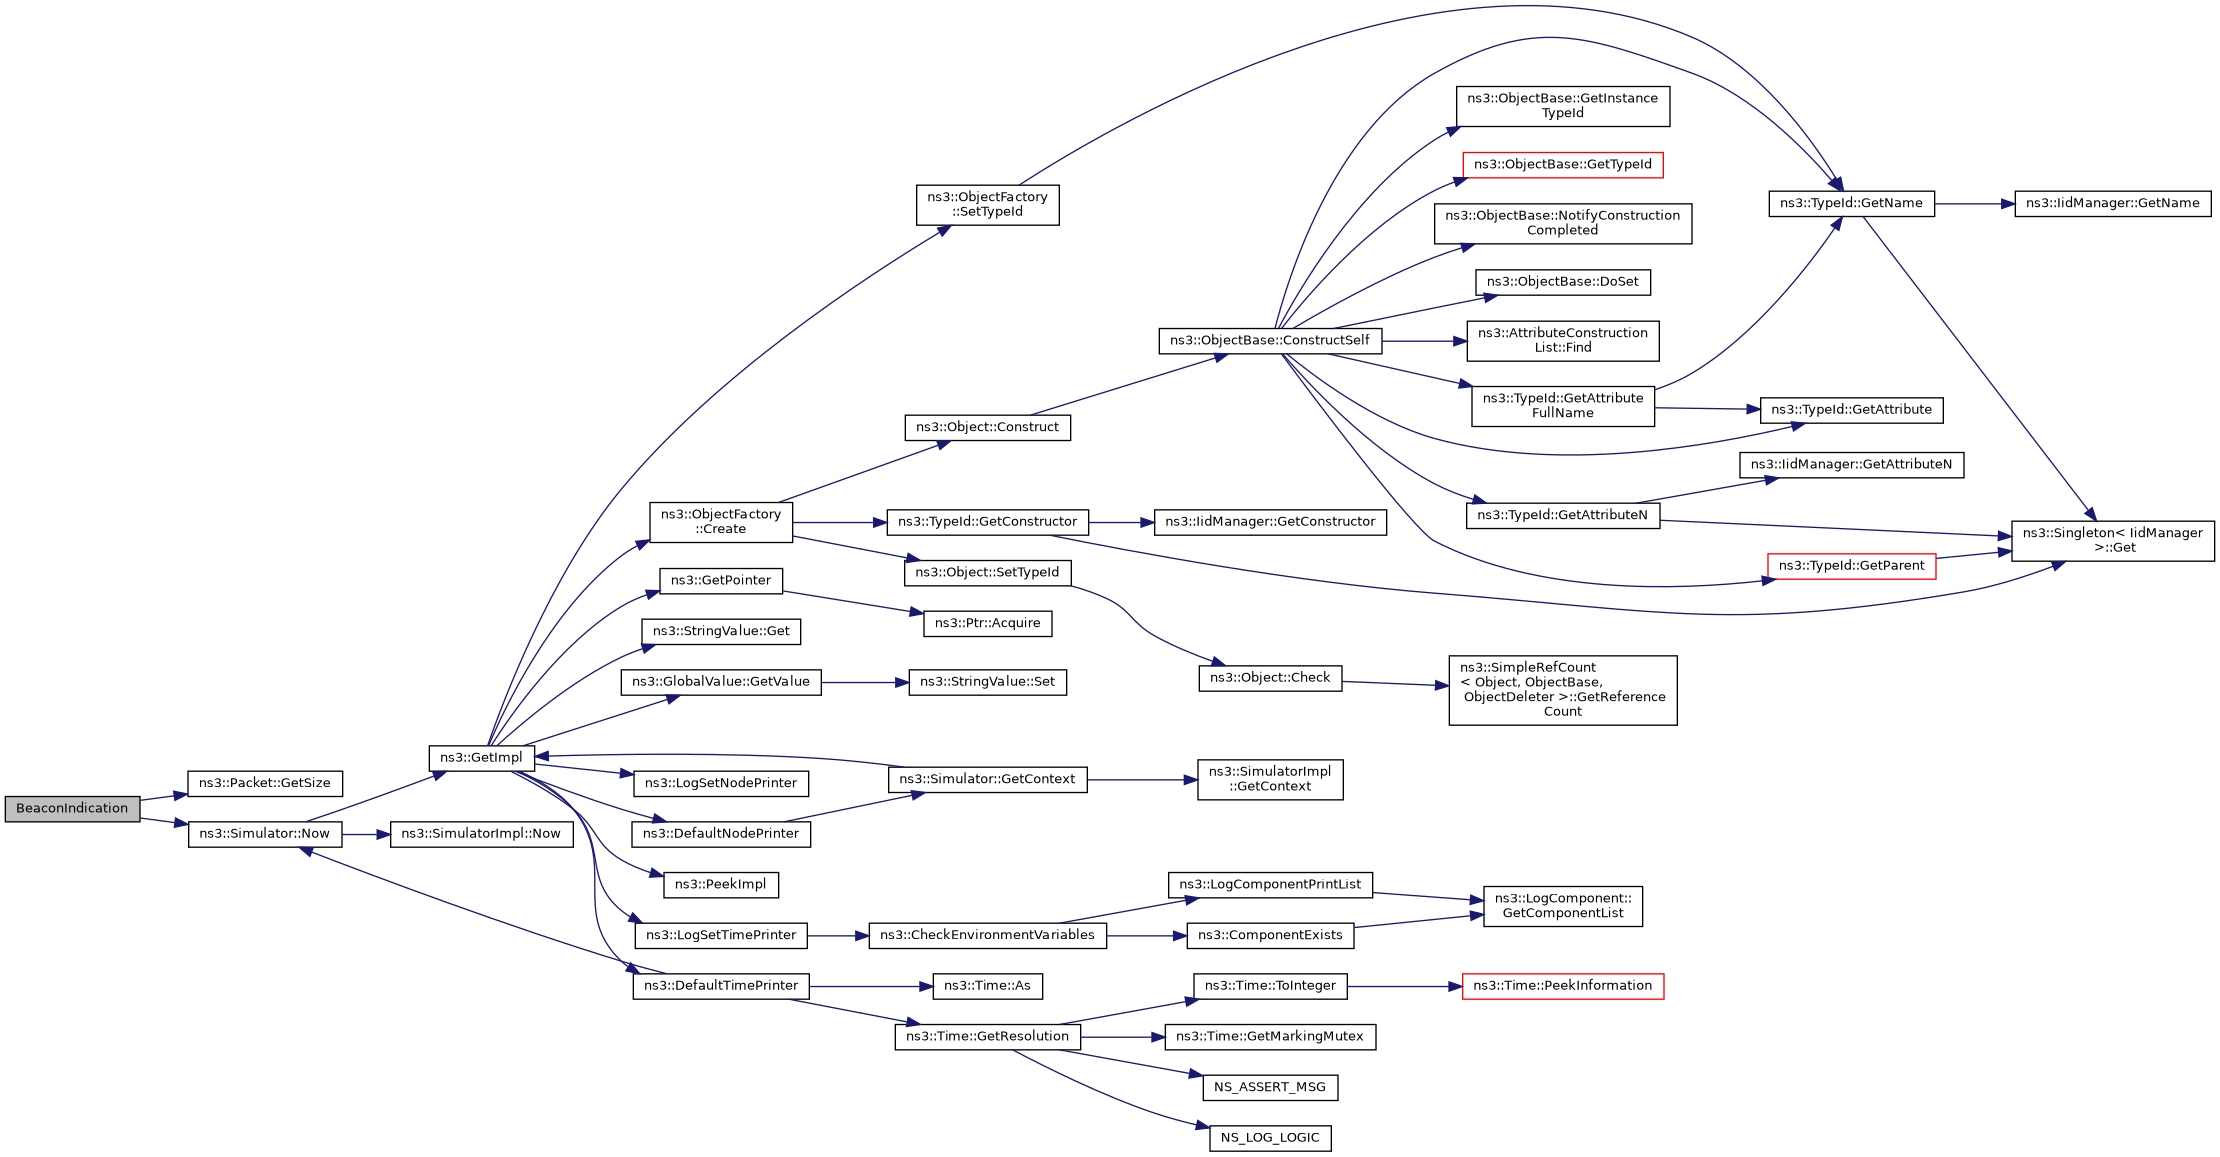 BeaconIndication
ns3::Packet::GetSize
ns3::Simulator::Now
ns3::GetImpl
ns3::SimulatorImpl::Now
ns3::ObjectFactory
::SetTypeId
ns3::ObjectFactory
::Create
ns3::GetPointer
ns3::StringValue::Get
ns3::GlobalValue::GetValue
ns3::LogSetNodePrinter
ns3::DefaultNodePrinter
ns3::PeekImpl
ns3::LogSetTimePrinter
ns3::DefaultTimePrinter
ns3::Object::Construct
ns3::TypeId::GetConstructor
ns3::Object::SetTypeId
ns3::Ptr::Acquire
ns3::StringValue::Set
ns3::Simulator::GetContext
ns3::CheckEnvironmentVariables
ns3::Time::As
ns3::Time::GetResolution
ns3::ObjectBase::ConstructSelf
ns3::IidManager::GetConstructor
ns3::Object::Check
ns3::SimulatorImpl
::GetContext
ns3::LogComponentPrintList
ns3::ComponentExists
ns3::Time::ToInteger
ns3::Time::GetMarkingMutex
NS_ASSERT_MSG
NS_LOG_LOGIC
ns3::ObjectBase::GetInstance
TypeId
ns3::ObjectBase::GetTypeId
ns3::ObjectBase::NotifyConstruction
Completed
ns3::ObjectBase::DoSet
ns3::AttributeConstruction
List::Find
ns3::TypeId::GetAttribute
FullName
ns3::TypeId::GetAttributeN
ns3::SimpleRefCount
< Object, ObjectBase,
ObjectDeleter >::GetReference
Count
ns3::LogComponent::
GetComponentList
ns3::Time::PeekInformation
ns3::TypeId::GetName
ns3::TypeId::GetAttribute
ns3::IidManager::GetAttributeN
ns3::TypeId::GetParent
ns3::IidManager::GetName
ns3::Singleton< IidManager
>::Get